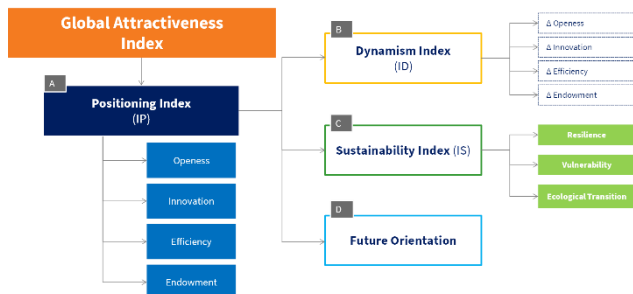 Global Attractiveness
Index
A
Positioning Index
(IP)
Openess
Innovation
Efficiency
Endowment
B
Dynamism Index
(ID)
Δ Openess
Δ Innovation
Δ Efficiency
Δ Endowment
C
Sustainability Index (IS)
Resilience
Vulnerability
Ecological Transition
D
Future Orientation